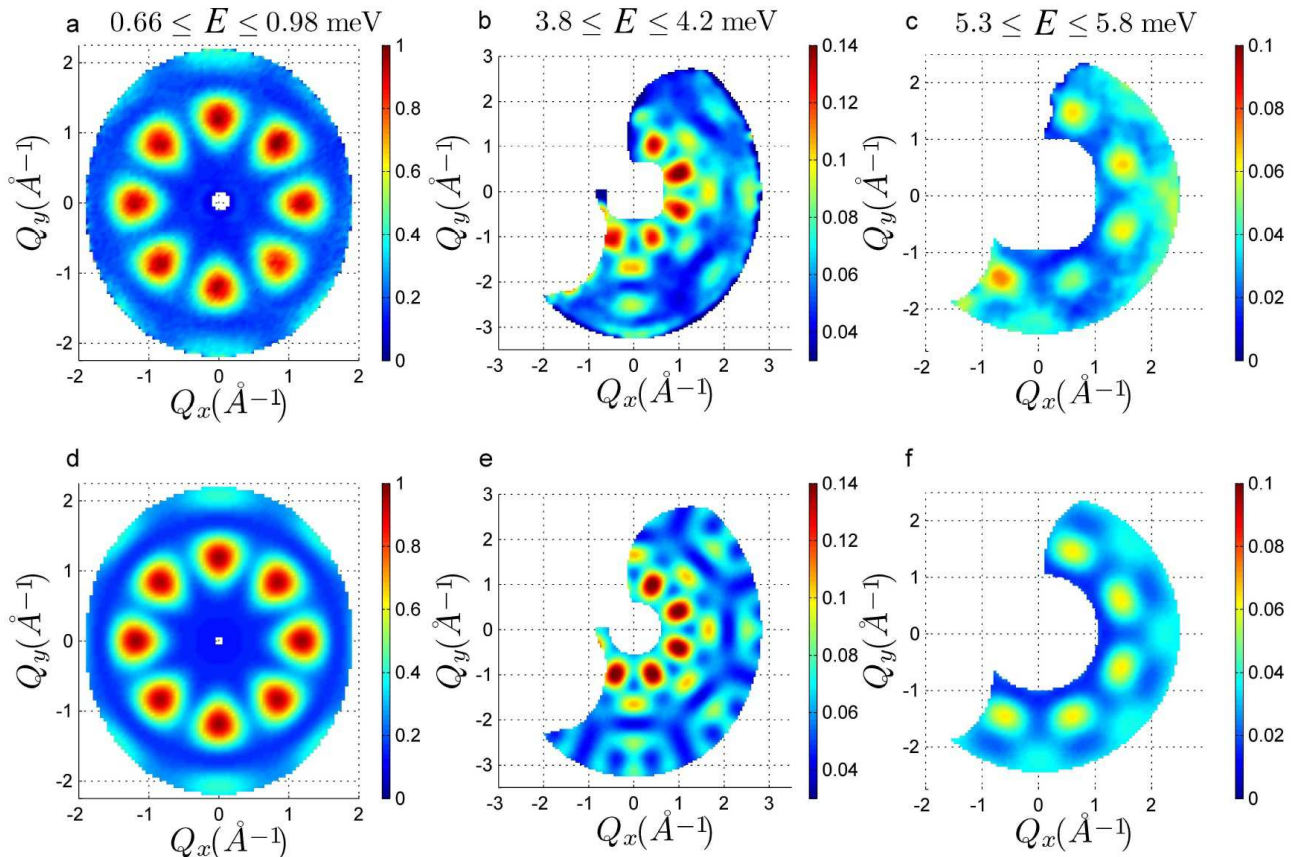 a 0.66 ≤ E ≤ 0.98 meV
b 3.8 ≤ E ≤ 4.2 meV
c 5.3 ≤ E ≤ 5.8 meV
Qy(Å−1)
2
1
0
-1
-2
-2 -1 0 1 2
Qx(Å−1)
1
0.8
0.6
0.4
0.2
0
Qy(Å−1)
3
2
1
0
-1
-2
-3
-3 -2 -1 0 1 2 3
Qx(Å−1)
0.14
0.12
0.10
0.08
0.06
0.04
Qy(Å−1)
2
1
0
-1
-2
-2 -1 0 1 2
Qx(Å−1)
0.1
0.08
0.06
0.04
0.02
0
d
Qy(Å−1)
2
1
0
-1
-2
-2 -1 0 1 2
Qx(Å−1)
1
0.8
0.6
0.4
0.2
0
e
Qy(Å−1)
3
2
1
0
-1
-2
-3
-3 -2 -1 0 1 2 3
Qx(Å−1)
0.14
0.12
0.10
0.08
0.06
0.04
f
Qy(Å−1)
2
1
0
-1
-2
-2 -1 0 1 2
Qx(Å−1)
0.1
0.08
0.06
0.04
0.02
0